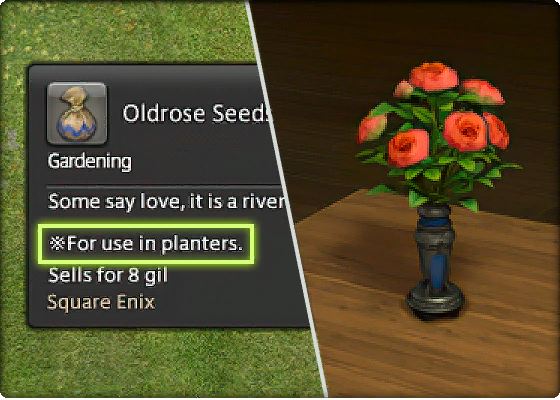 Oldrose Seeds
Gardening
Some say love, it is a river
※For use in planters.
Sells for 8 gil
Square Enix